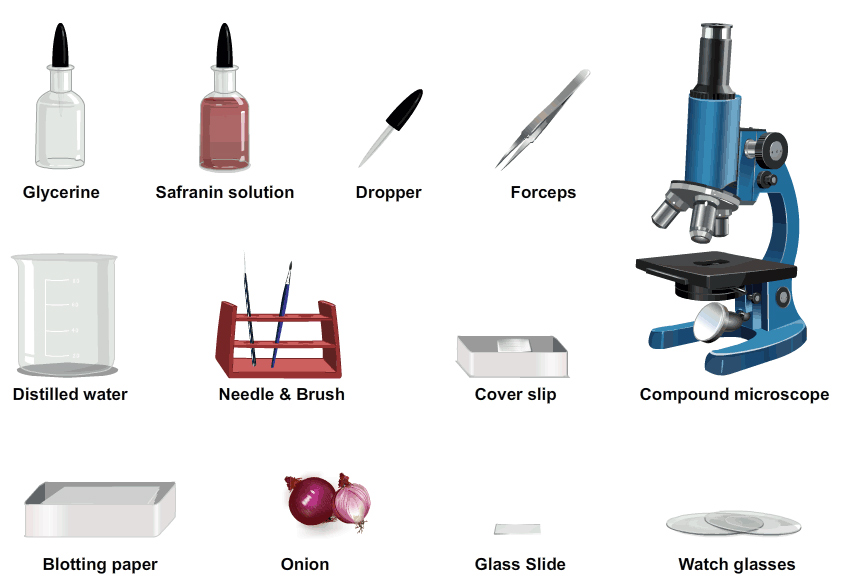 Glycerine
Safranin solution
Dropper
Forceps
Distilled water
Needle & Brush
Cover slip
Compound microscope
Blotting paper
Onion
Glass Slide
Watch glasses